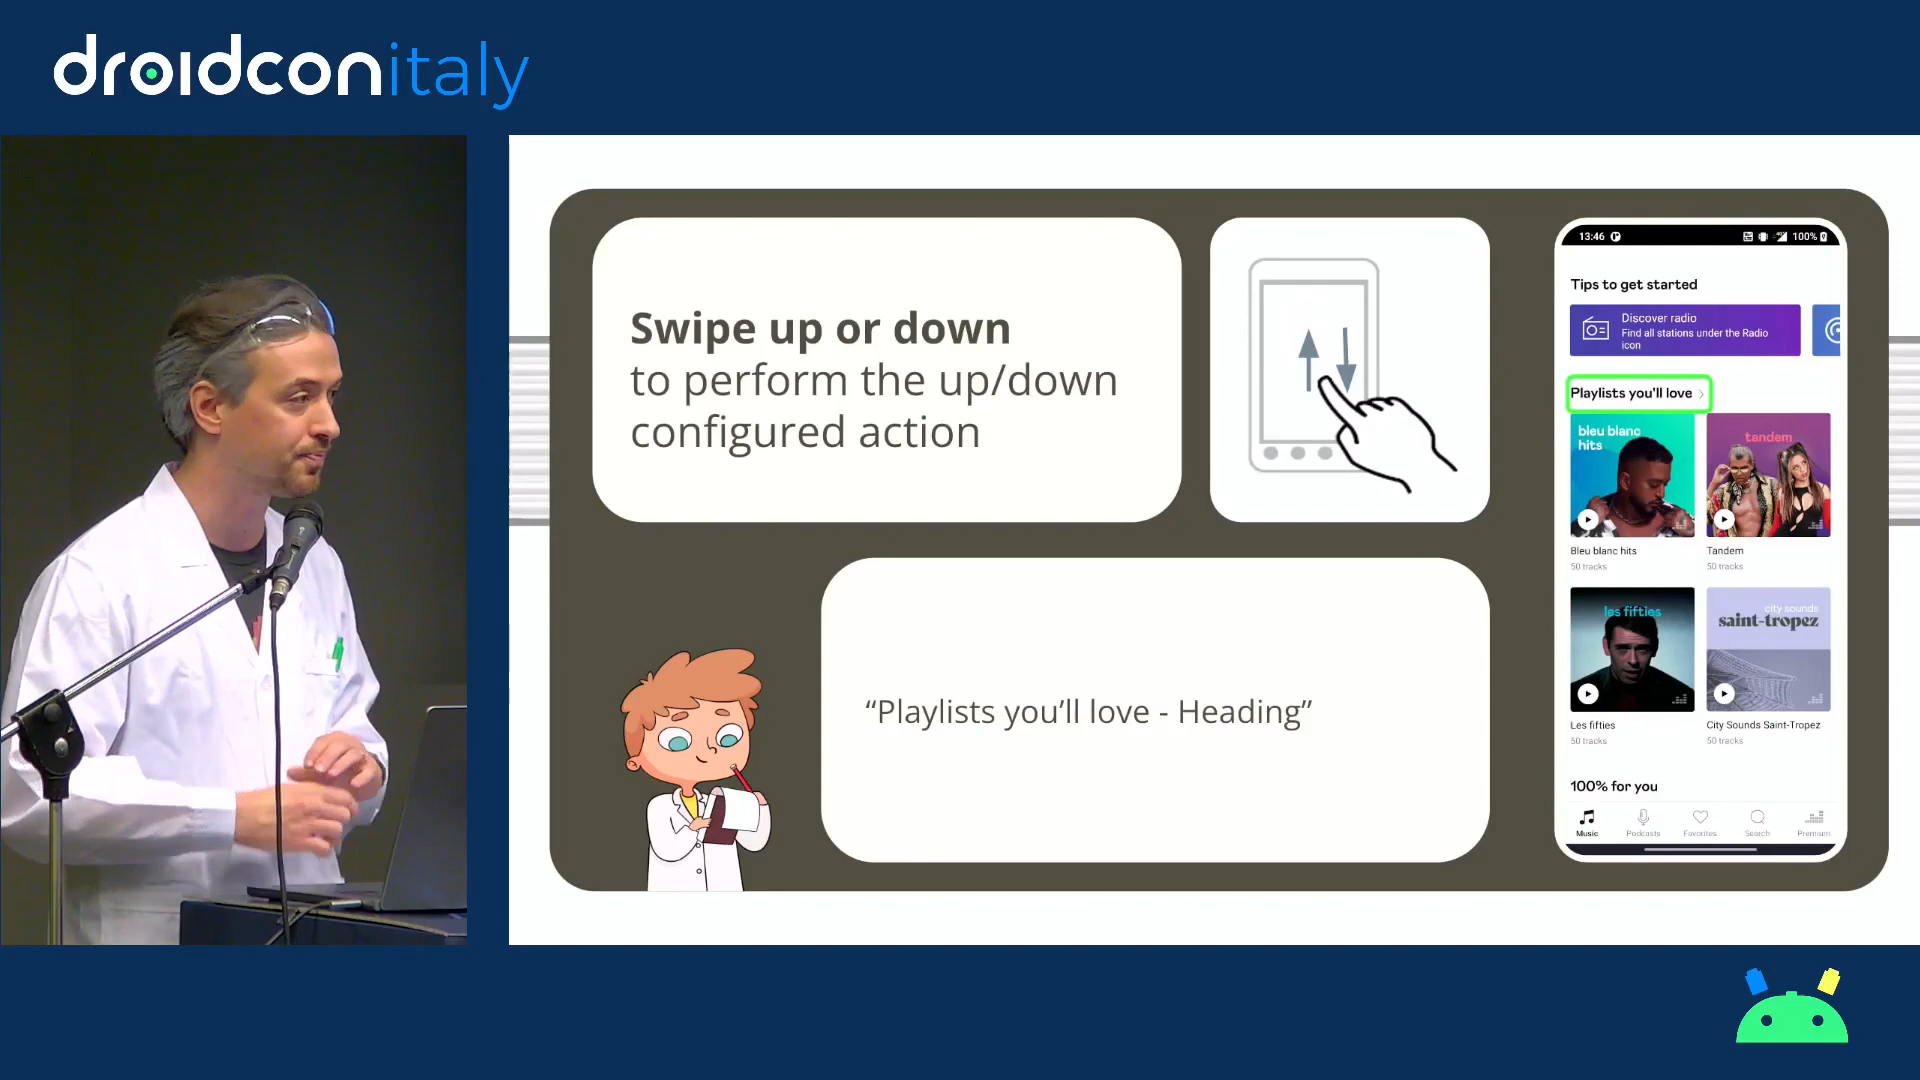 droidconitaly
Swipe up or down
to perform the up/down
configured action
“Playlists you’ll love - Heading”
13:46
100%
Tips to get started
Discover radio
Find all stations under the Radio
icon
Playlists you'll love
bleu blanc
hits
tandem
Bleu blanc hits
50 tracks
Tandem
50 tracks
les fifties
city sounds
saint-tropez
Les fifties
50 tracks
City Sounds Saint-Tropez
50 tracks
100% for you
Music
Podcasts
Favorites
Search
Premium